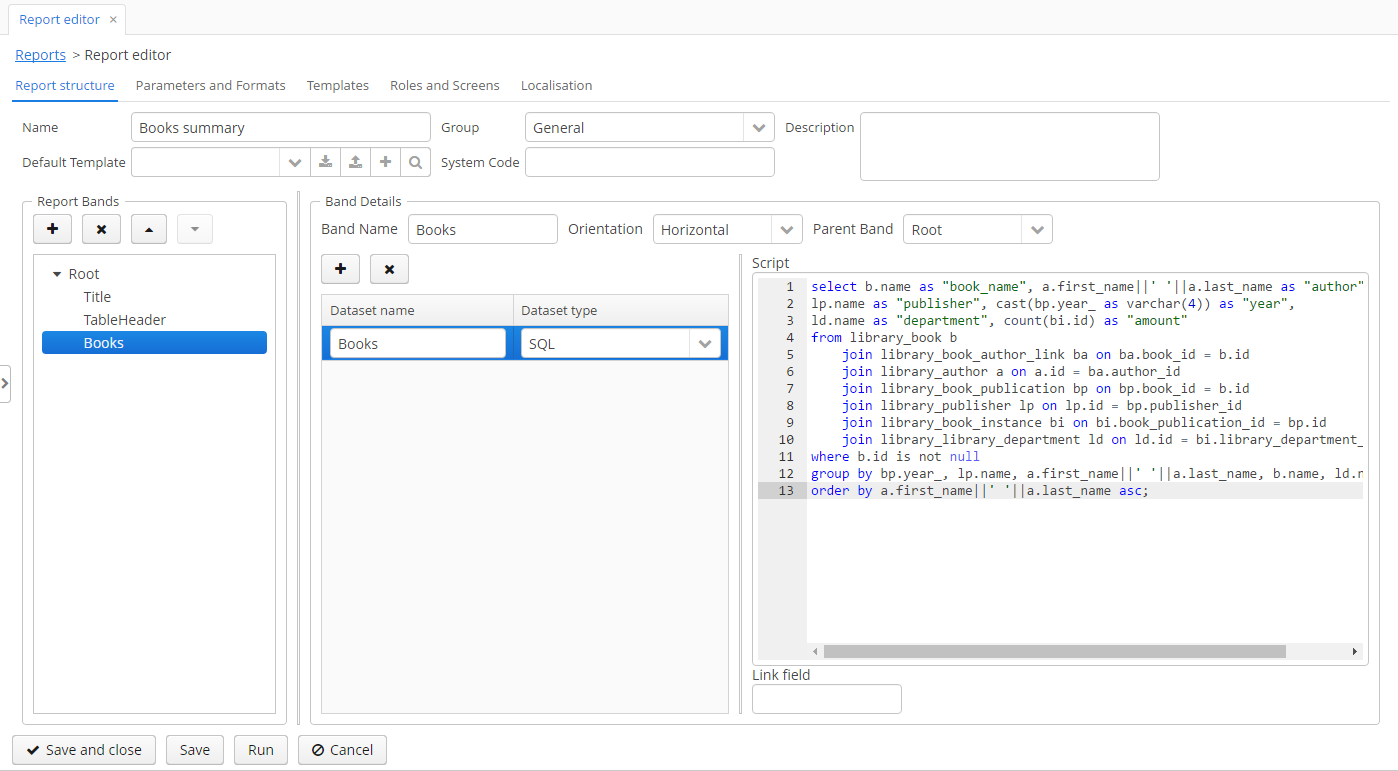 Report editor ×
Reports > Report editor
Report structure Parameters and Formats Templates Roles and Screens Localisation
Name Books summary Group General Description
Default Template System Code
Report Bands
Root
Title
TableHeader
Books
Band Details
Band Name Books Orientation Horizontal Parent Band Root
Dataset name Dataset type
Books SQL
Script
1 select b.name as "book_name", a.first_name||' '||a.last_name as "author"
2 lp.name as "publisher", cast(bp.year_ as varchar(4)) as "year",
3 ld.name as "department", count(bi.id) as "amount"
4 from library_book b
5 join library_book_author_link ba on ba.book_id = b.id
6 join library_author a on a.id = ba.author_id
7 join library_book_publication bp on bp.book_id = b.id
8 join library_publisher lp on lp.id = bp.publisher_id
9 join library_book_instance bi on bi.book_publication_id = bp.id
10 join library_library_department ld on ld.id = bi.library_department_
11 where b.id is not null
12 group by bp.year_, lp.name, a.first_name||' '||a.last_name, b.name,
13 order by a.first_name||' '||a.last_name asc;
Link field
Save and close Save Run Cancel